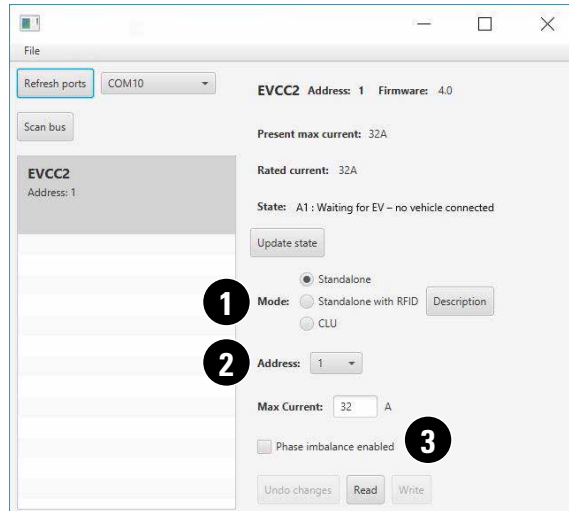 File
Refresh ports COM10
Scan bus
EVCC2
Address: 1
EVCC2 Address: 1 Firmware: 4.0
Present max current: 32A
Rated current: 32A
State: A1 : Waiting for EV – no vehicle connected
Update state
Standalone
1 Mode: Standalone with RFID Description
CLU
2 Address: 1
Max Current: 32 A
Phase imbalance enabled 3
Undo changes Read Write